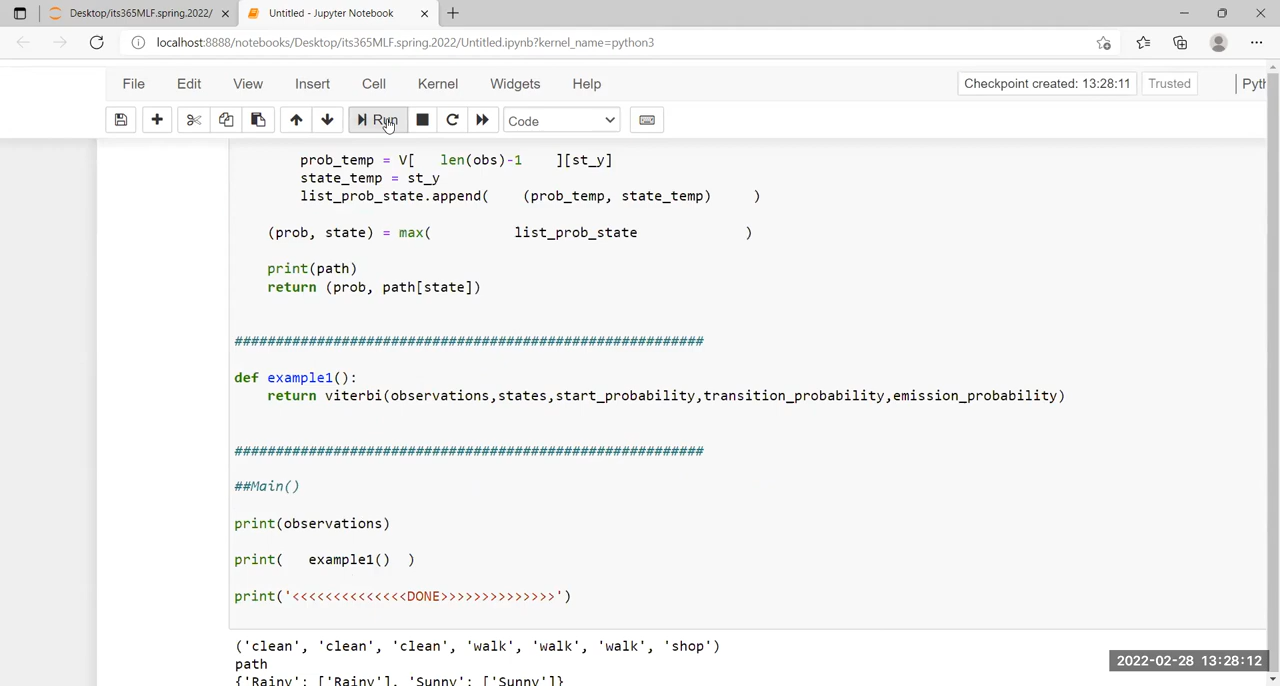 Desktop/its365MLF.spring.2022/
Untitled - Jupyter Notebook
localhost:8888/notebooks/Desktop/its365MLF.spring.2022/Untitled.ipynb?kernel_name=python3
File Edit View Insert Cell Kernel Widgets Help Checkpoint created: 13:28:11 Trusted Pyth
Run Code
prob_temp = V[ len(obs)-1 ][st_y]
state_temp = st_y
list_prob_state.append( (prob_temp, state_temp) )
(prob, state) = max( list_prob_state )
print(path)
return (prob, path[state])
#########################################################
def example1():
return viterbi(observations,states,start_probability,transition_probability,emission_probability)
#########################################################
##Main()
print(observations)
print( example1() )
print('<<<<<<<<<<<<<<DONE>>>>>>>>>>>>>>')
('clean', 'clean', 'clean', 'walk', 'walk', 'walk', 'shop')
path
{'Rainy': ['Rainy'], 'Sunny': ['Sunny']}
2022-02-28 13:28:12